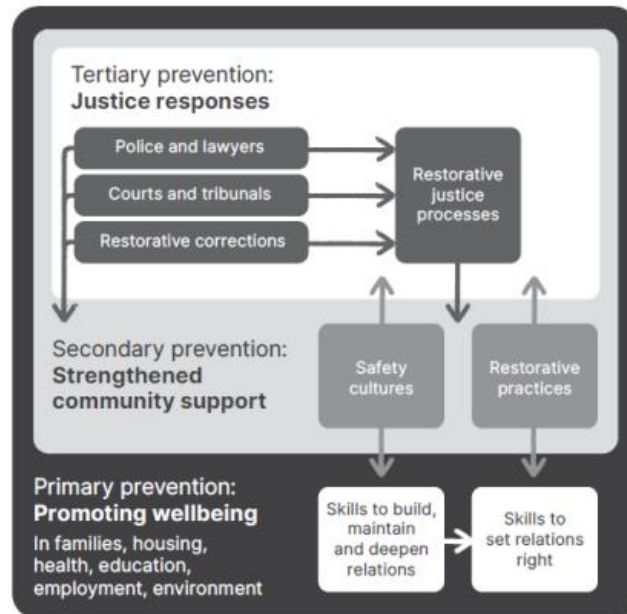 Tertiary prevention:
Justice responses
Police and lawyers
Courts and tribunals
Restorative corrections
Restorative
justice
processes
Secondary prevention:
Strengthened
community support
Safety
cultures
Restorative
practices
Primary prevention:
Promoting wellbeing
In families, housing,
health, education,
employment, environment
Skills to build,
maintain
and deepen
relations
Skills to
set relations
right